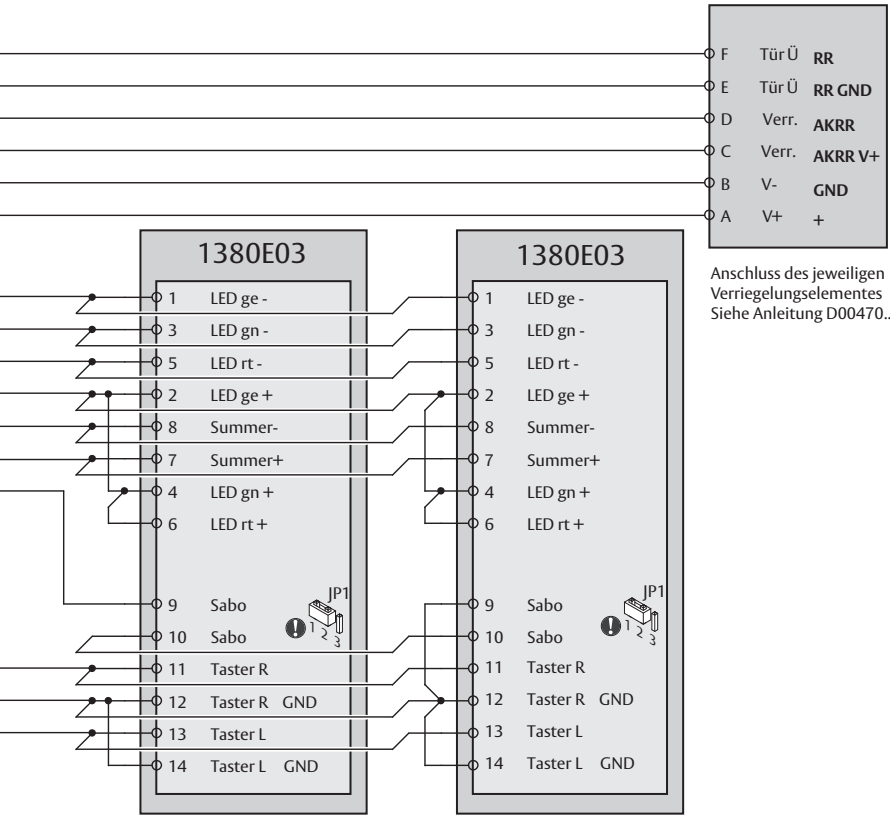 F Tür Ü RR
E Tür Ü RR GND
D Verr. AKRR
C Verr. AKRR V+
B V- GND
A V+ +
Anschluss des jeweiligen
Verriegelungselementes
Siehe Anleitung D00470..
1380E03
1 LED ge -
3 LED gn -
5 LED rt -
2 LED ge +
8 Summer-
7 Summer+
4 LED gn +
6 LED rt +
JP1
9 Sabo
1 2 3
10 Sabo
11 Taster R
12 Taster R GND
13 Taster L
14 Taster L GND
1380E03
1 LED ge -
3 LED gn -
5 LED rt -
2 LED ge +
8 Summer-
7 Summer+
4 LED gn +
6 LED rt +
JP1
9 Sabo
1 2 3
10 Sabo
11 Taster R
12 Taster R GND
13 Taster L
14 Taster L GND